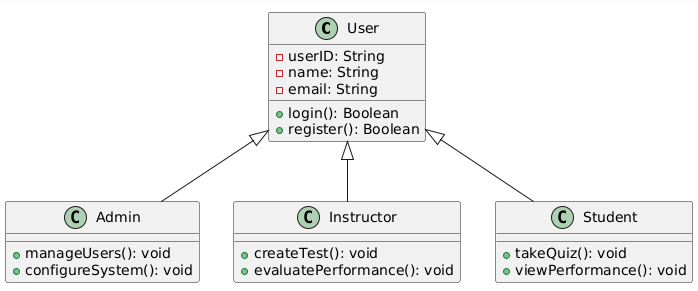 C User
userID: String
name: String
email: String
login(): Boolean
register(): Boolean
C Admin
manageUsers(): void
configureSystem(): void
C Instructor
createTest(): void
evaluatePerformance(): void
C Student
takeQuiz(): void
viewPerformance(): void